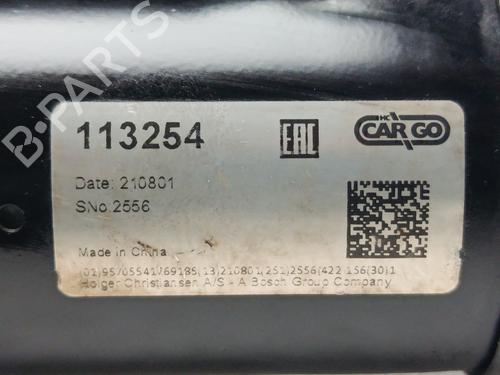 B-PARTS
113254
EAC
HC
CARGO
Date: 210801
SNo.2556
Made in China
(01)95705541769185(13)210801(251)2556(422 156(30)1
Holger Christiansen A/S - A Bosch Group Company